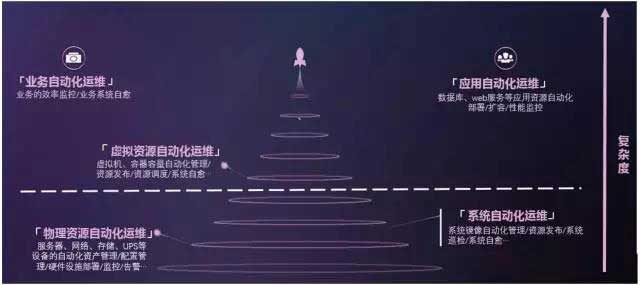 「业务自动化运维」
业务的效率监控/业务系统自愈
「应用自动化运维」
数据库、web服务等应用资源自动化
部署/扩容/性能监控
「虚拟资源自动化运维」
虚拟机、容器容量自动化管理/
资源发布/资源调度/系统自愈…
复杂度
「物理资源自动化运维」
服务器、网络、存储、UPS等
设备的自动化资产管理/配置管
理/硬件设施部署/监控/告警…
「系统自动化运维」
系统镜像自动化管理/资源发布/系统
巡检/系统自愈…